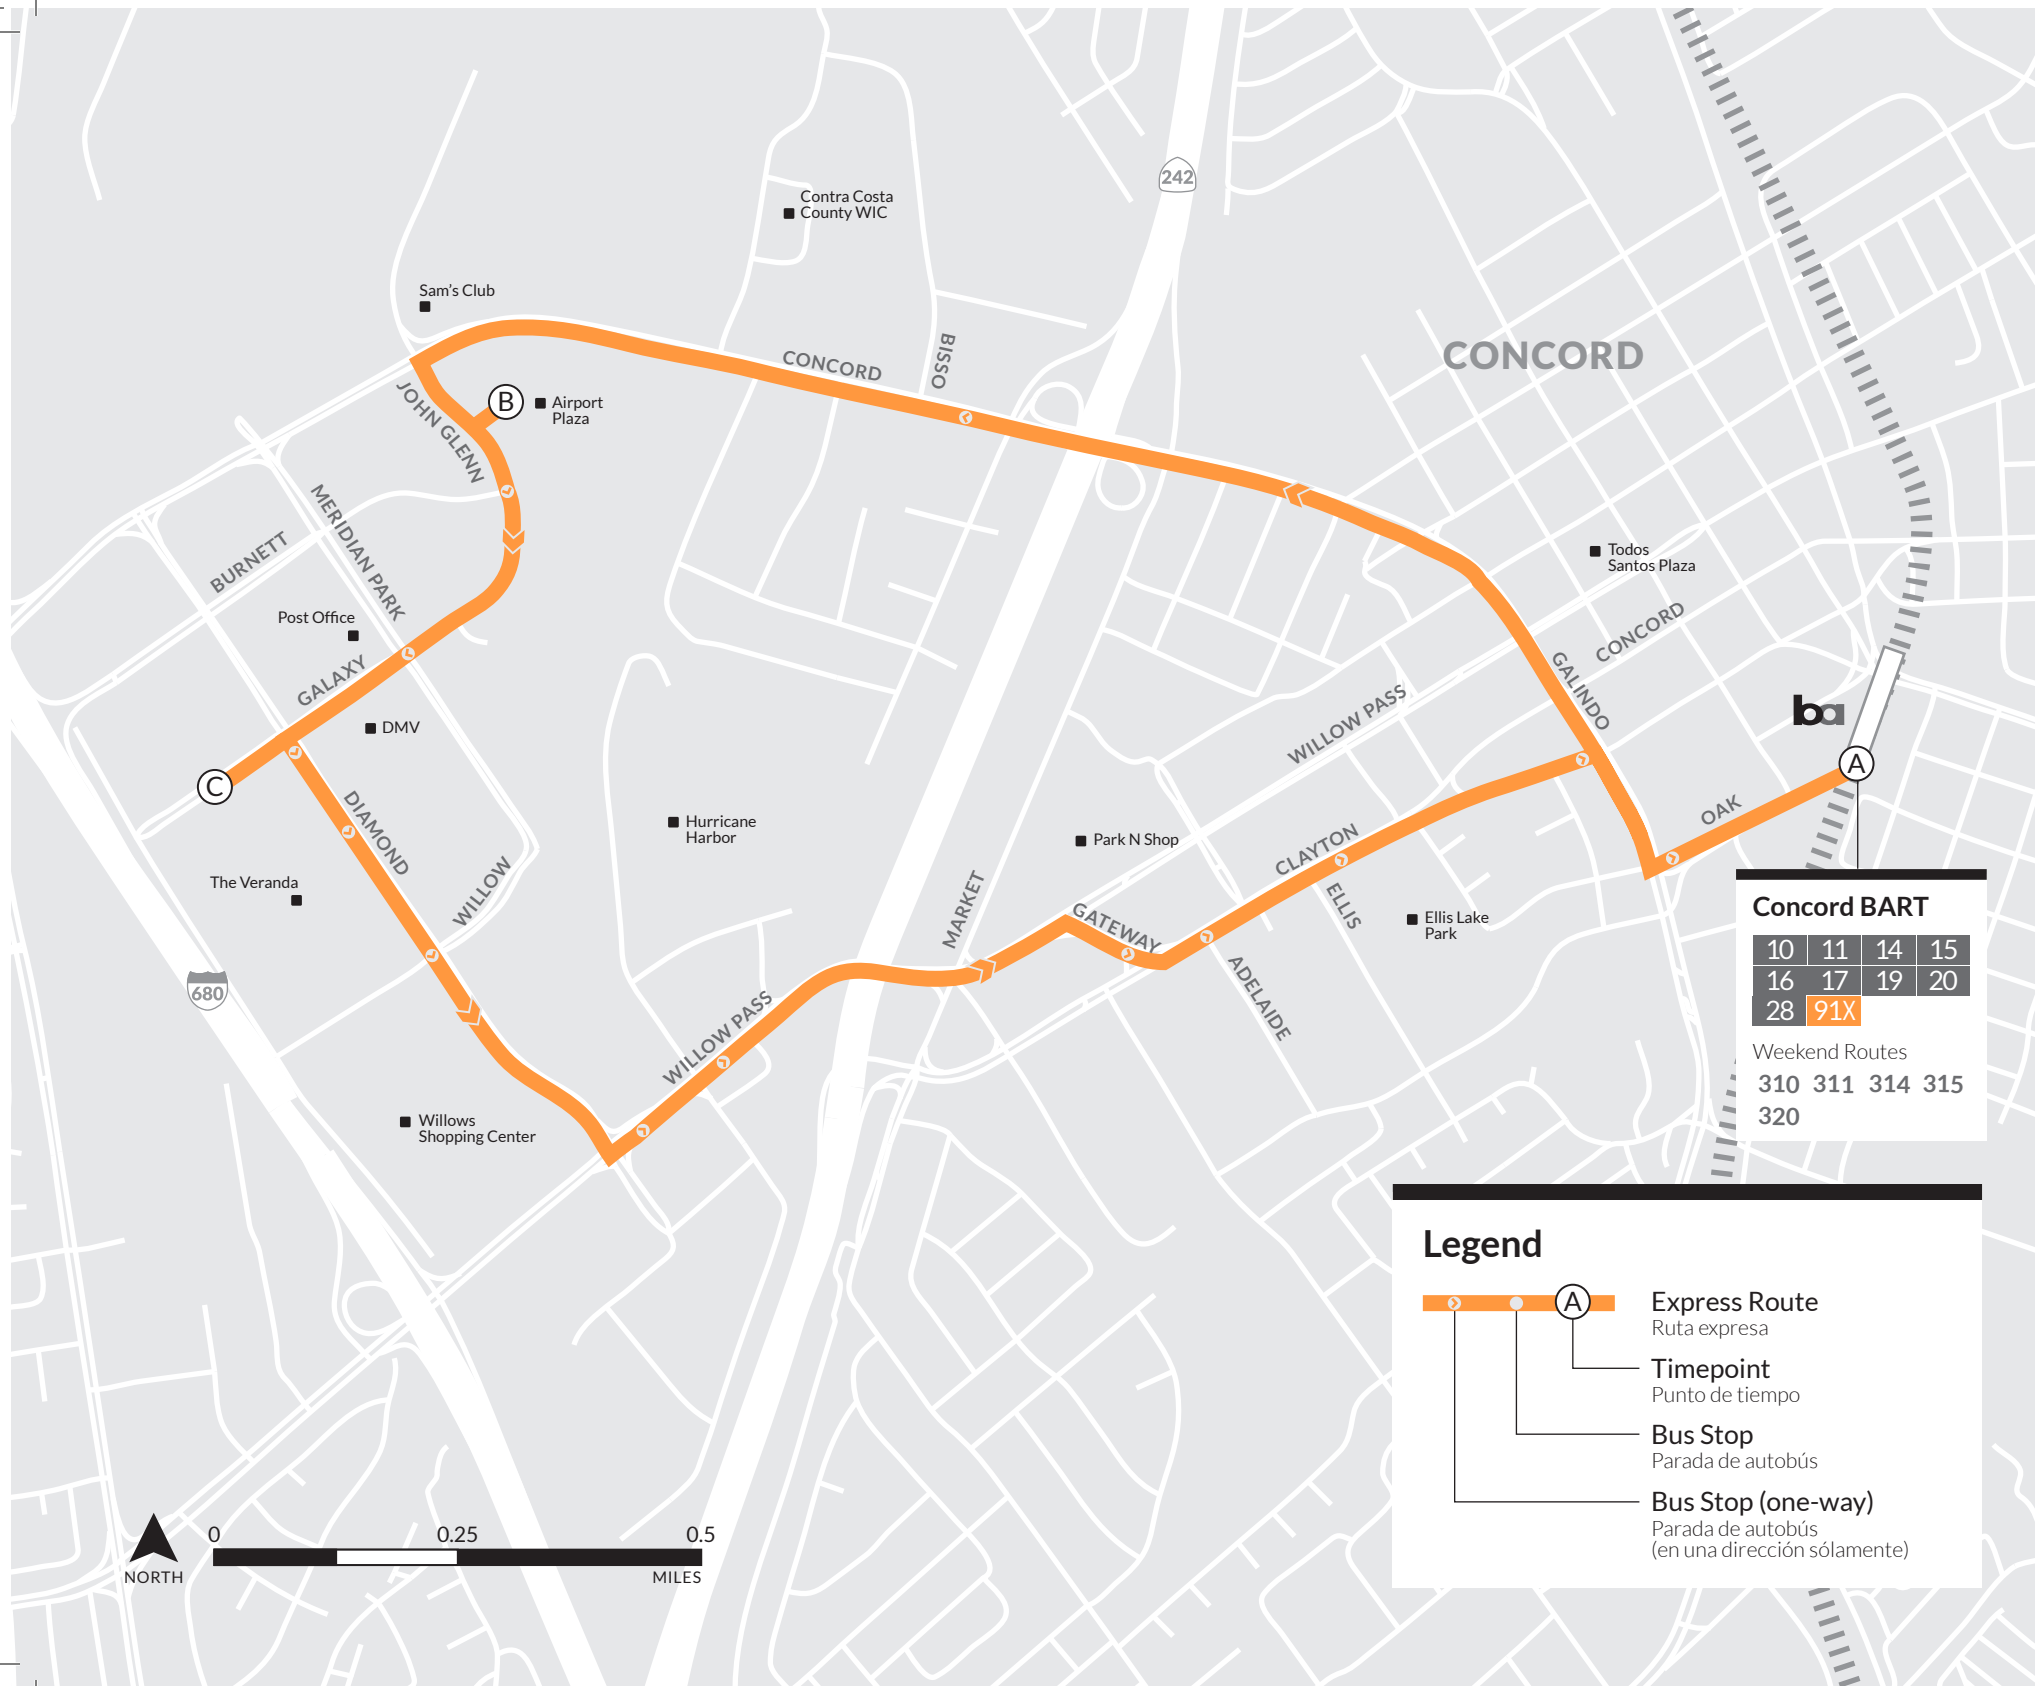 242
Contra Costa
County WIC
Sam's Club
BISSO
CONCORD
CONCORD
JOHN GLENN
B
Airport
Plaza
MERIDIAN PARK
BURNETT
Todos
Santos Plaza
CONCORD
Post Office
GALAXY
GALINDO
WILLOW PASS
ba
DMV
A
C
DIAMOND
OAK
Hurricane
Harbor
Park N Shop
CLAYTON
WILLOW
The Veranda
MARKET
GATEWAY
ELLIS
Ellis Lake
Park
ADELAIDE
680
WILLOW PASS
Willows
Shopping Center
Concord BART
10 11 14 15
16 17 19 20
28 91X
Weekend Routes
310 311 314 315
320
Legend
A
Express Route
Ruta expresa
Timepoint
Punto de tiempo
Bus Stop
Parada de autobús
Bus Stop (one-way)
Parada de autobús
(en una dirección sólamente)
0 0.25 0.5
NORTH
MILES